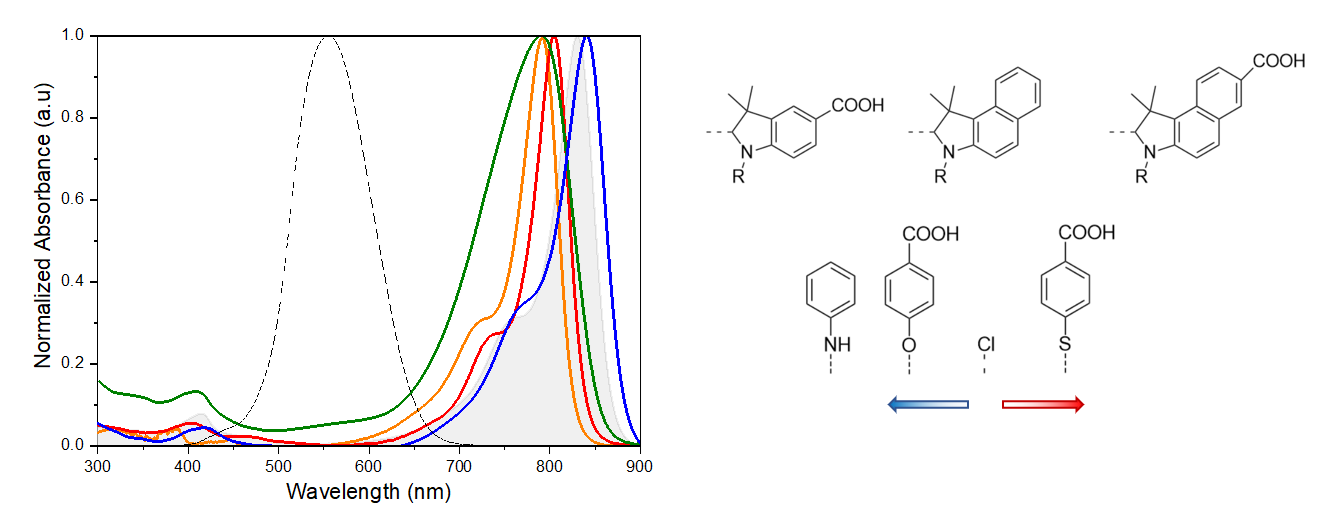 Normalized Absorbance (a.u)
1.0
0.8
0.6
0.4
0.2
0.0
300 400 500 600 700 800 900
Wavelength (nm)
COOH
N
R
N
R
COOH
N
R
COOH
COOH
NH
O
Cl
S